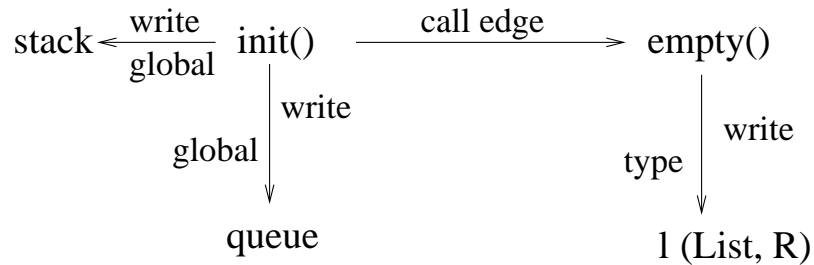 write call edge
stack init() empty()
global
write write
global type
queue l (List, R)